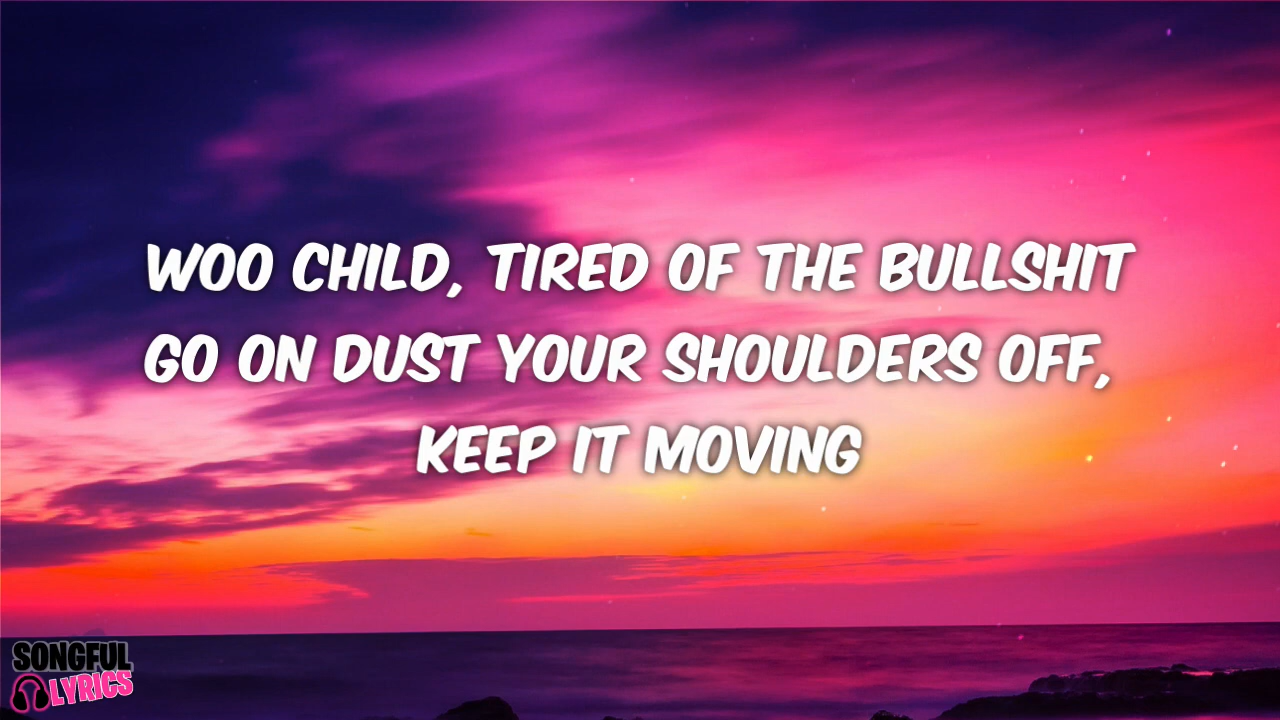 WOO CHILD, TIRED OF THE BULLSHIT
GO ON DUST YOUR SHOULDERS OFF,
KEEP IT MOVING
SONGFUL
LYRICS